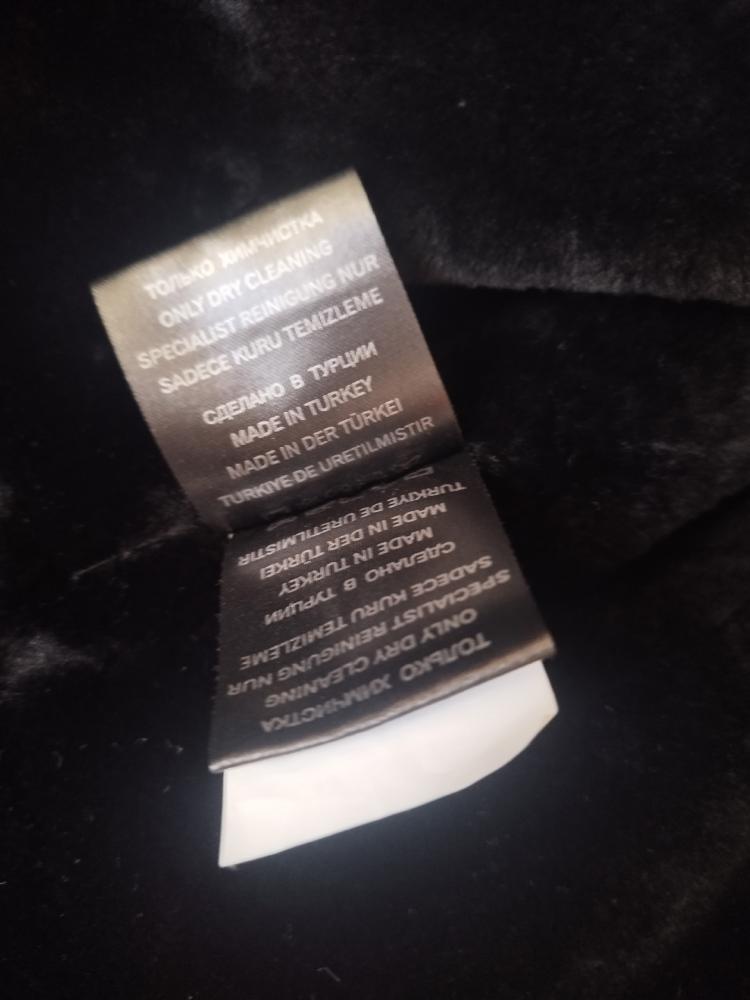 ТОЛЬКО ХИМЧИСТКА
ONLY DRY CLEANING
SPECIALIST REINIGUNG NUR
SADECE KURU TEMIZLEME
СДЕЛАНО В ТУРЦИИ
MADE IN TURKEY
MADE IN DER TÜRKEI
TURKIYE DE URETILMISTIR
ТОЛЬКО ХИМЧИСТКА
ONLY DRY CLEANING
SPECIALIST REINIGUNG NUR
SADECE KURU TEMIZLEME
СДЕЛАНО В ТУРЦИИ
MADE IN TURKEY
MADE IN DER TÜRKEI
TURKIYE DE URETILMISTIR